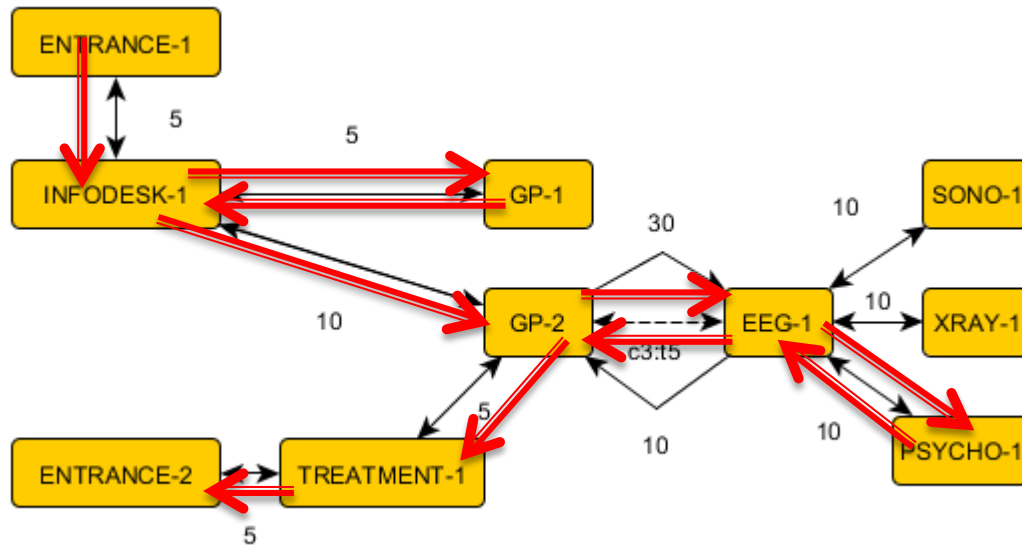 ENTRANCE-1
5
5
INFODESK-1
GP-1
SONO-1
30
10
10
GP-2
EEG-1
10
XRAY-1
c3:t5
5
10
10
PSYCHO-1
ENTRANCE-2
TREATMENT-1
5